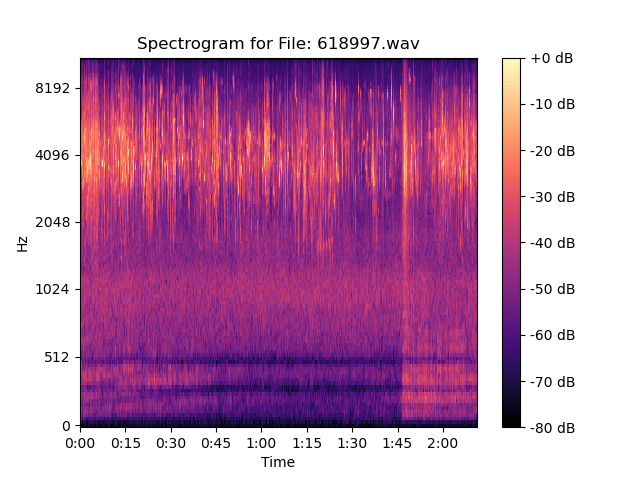 Spectrogram for File: 618997.wav
8192
4096
2048
1024
512
0
Hz
0:00 0:15 0:30 0:45 1:00 1:15 1:30 1:45 2:00
Time
+0 dB
-10 dB
-20 dB
-30 dB
-40 dB
-50 dB
-60 dB
-70 dB
-80 dB